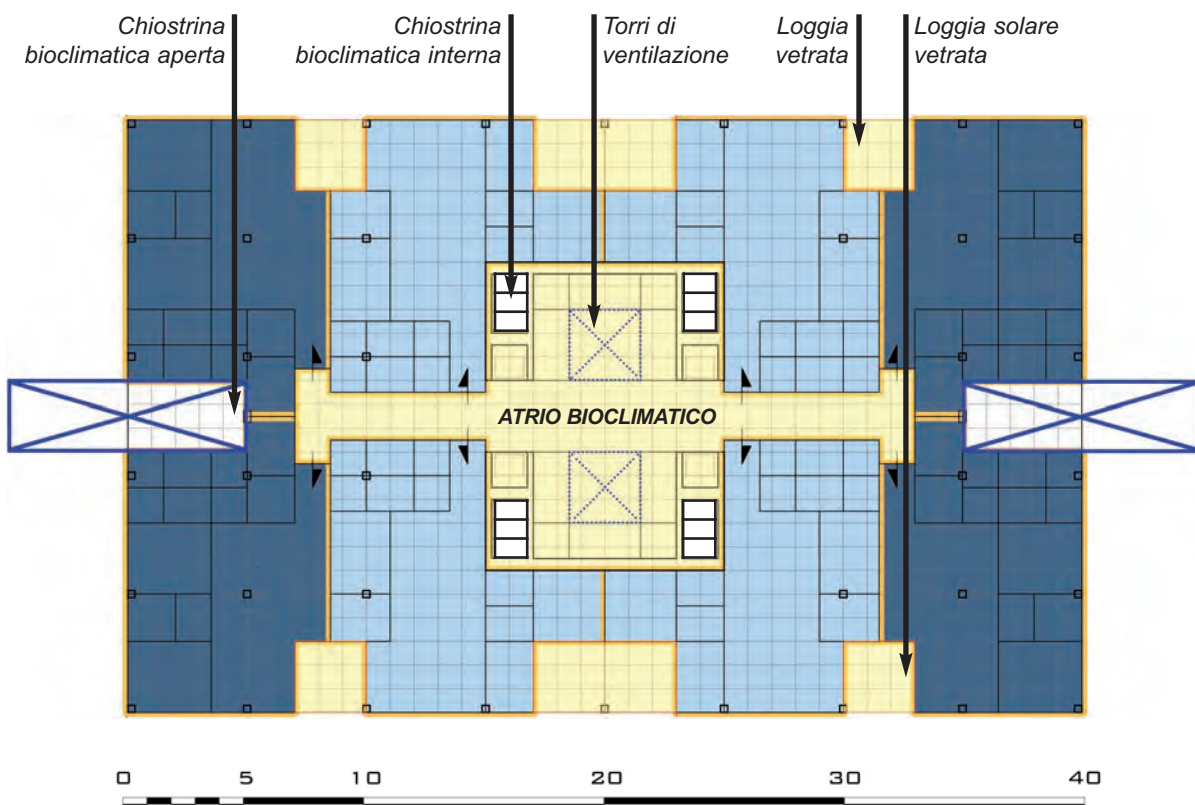 Chiostrina
bioclimatica aperta
Chiostrina
bioclimatica interna
Torri di
ventilazione
Loggia
vetrata
Loggia solare
vetrata
ATRIO BIOCLIMATICO
0 5 10 20 30 40